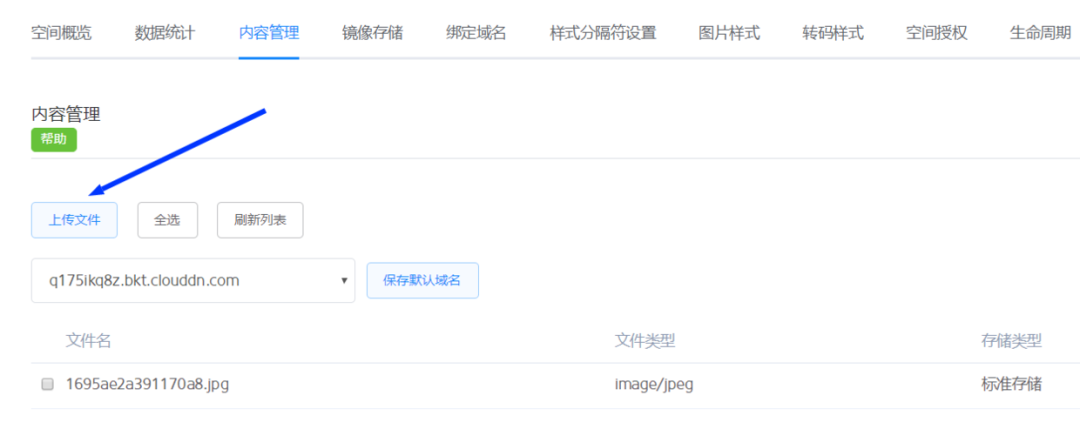 空间概览 数据统计 内容管理 镜像存储 绑定域名 样式分隔符设置 图片样式 转码样式 空间授权 生命周期
内容管理
帮助
上传文件 全选 刷新列表
q175ikq8z.bkt.clouddn.com 保存默认域名
文件名 文件类型 存储类型
1695ae2a391170a8.jpg image/jpeg 标准存储